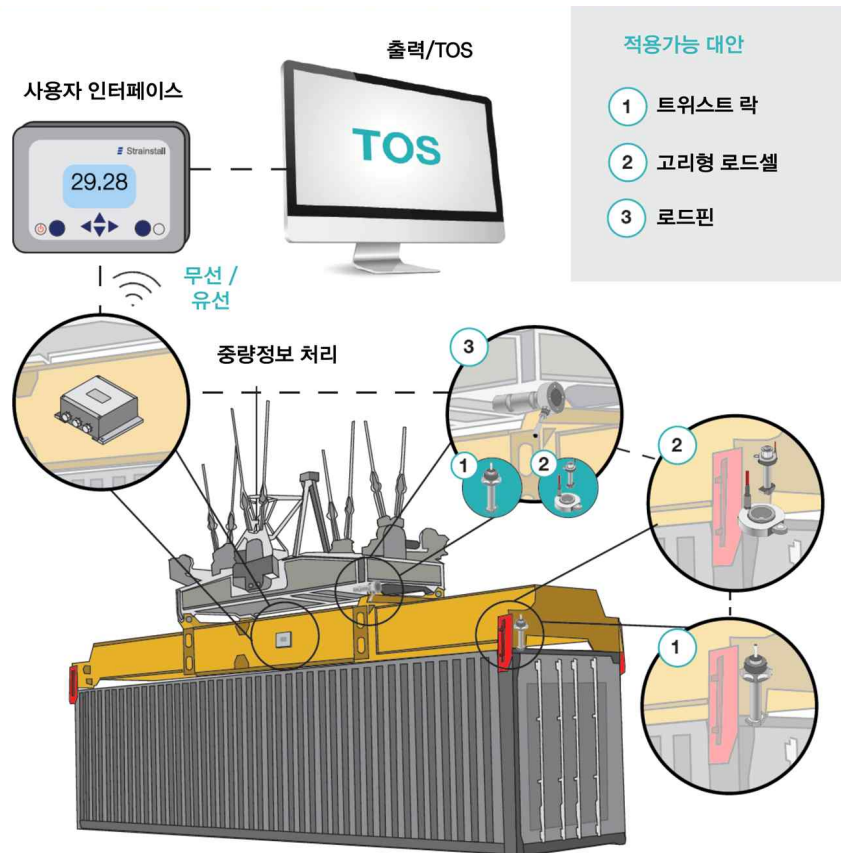 출력/TOS
적용가능 대안
사용자 인터페이스
1 트위스트 락
Strainstall
TOS
29.28
2 고리형 로드셀
3 로드핀
무선 /
유선
중량정보 처리
3
1
2
2
1